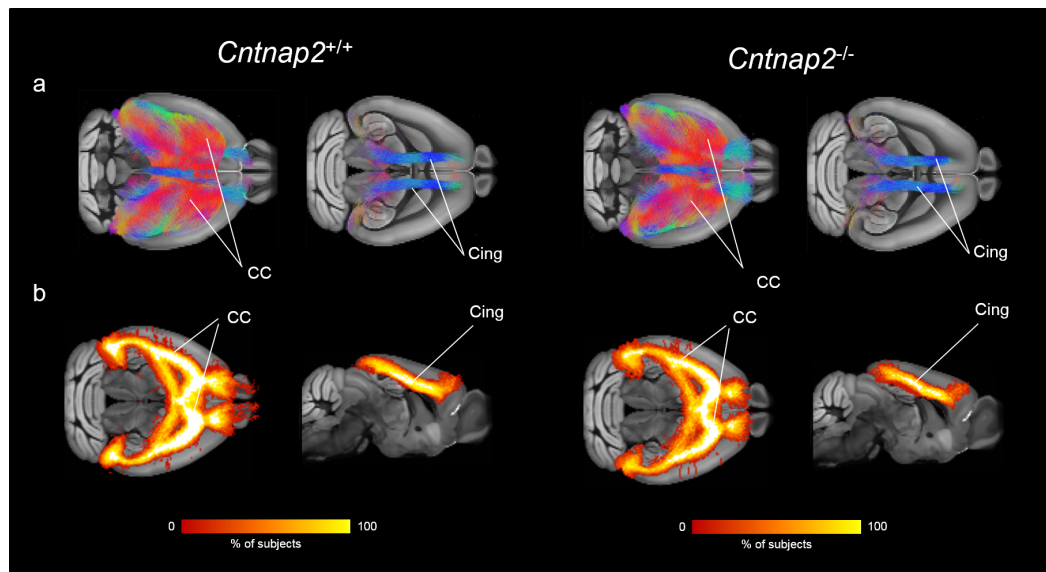 Cntnap2+/+
Cntnap2-/-
a
CC
Cing
CC
Cing
b
CC
Cing
CC
Cing
0 100
% of subjects
0 100
% of subjects